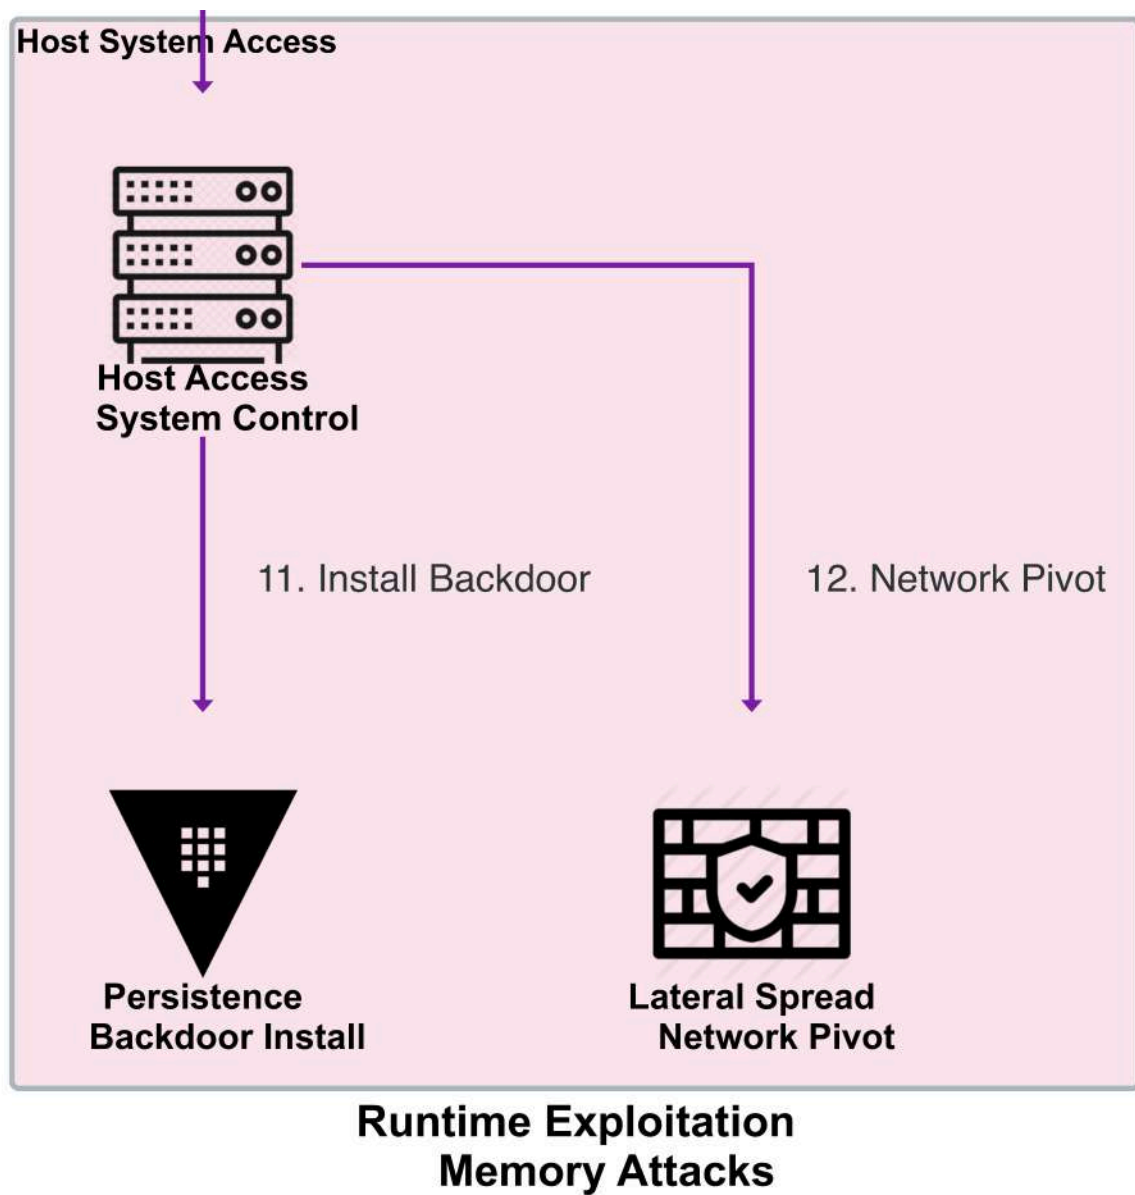 Host System Access
Host Access
System Control
11. Install Backdoor
12. Network Pivot
Persistence
Backdoor Install
Lateral Spread
Network Pivot
Runtime Exploitation
Memory Attacks